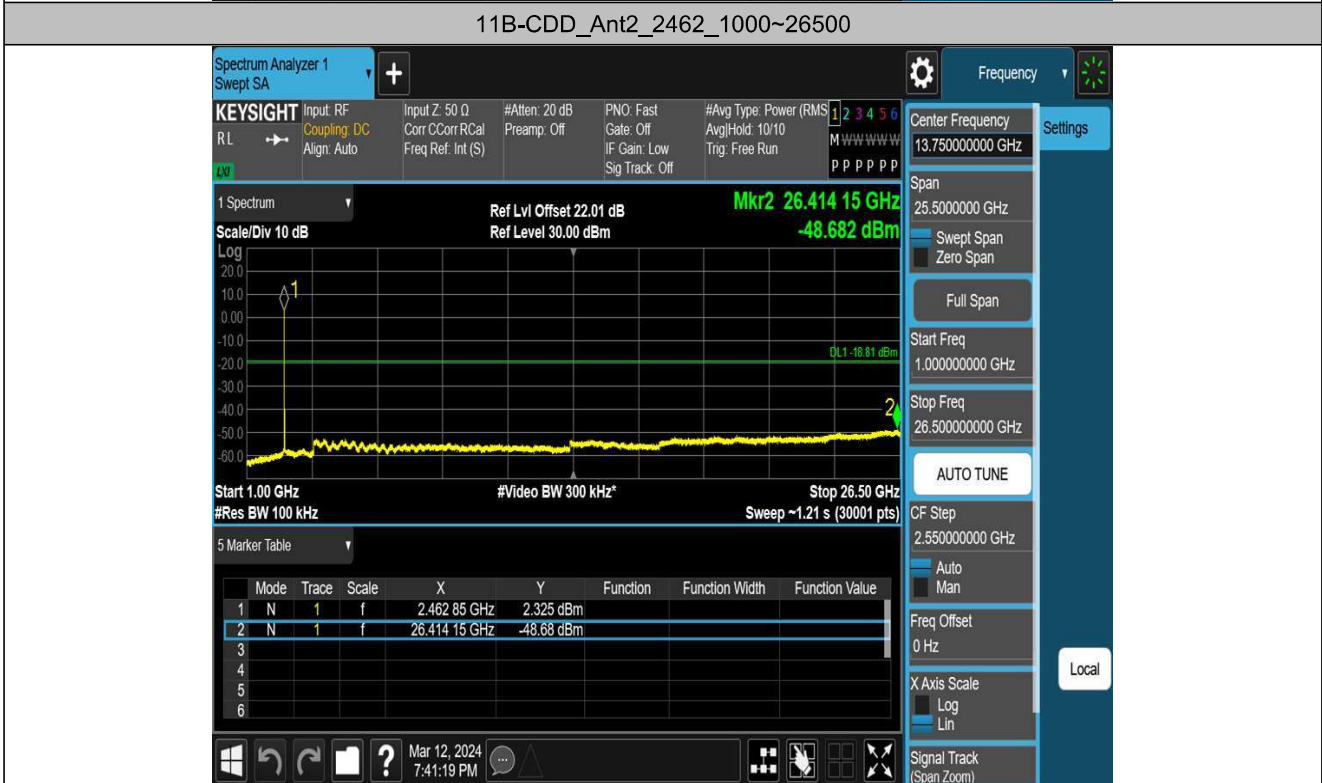 11B-CDD_Ant2_2462_1000~26500
Spectrum Analyzer 1
Swept SA
+
Frequency
KEYSIGHT
RL
LXI
Input: RF
Coupling: DC
Align: Auto
Input Z: 50 Ω
Corr CCorr RCal
Freq Ref: Int (S)
#Atten: 20 dB
Preamp: Off
PNO: Fast
Gate: Off
IF Gain: Low
Sig Track: Off
#Avg Type: Power (RMS
Avg|Hold: 10/10
Trig: Free Run
1 2 3 4 5 6
M W W W W W
P P P P P P
Center Frequency
13.750000000 GHz
Settings
1 Spectrum
Scale/Div 10 dB
Ref Lvl Offset 22.01 dB
Ref Level 30.00 dBm
Mkr2 26.414 15 GHz
-48.682 dBm
Span
25.5000000 GHz
Swept Span
Zero Span
Full Span
Log
20.0
10.0
0.00
-10.0
-20.0
-30.0
-40.0
-50.0
-60.0
1
DL1 -18.81 dBm
2
Start Freq
1.000000000 GHz
Stop Freq
26.500000000 GHz
AUTO TUNE
Start 1.00 GHz
#Video BW 300 kHz*
Stop 26.50 GHz
#Res BW 100 kHz
Sweep ~1.21 s (30001 pts)
CF Step
2.550000000 GHz
Auto
Man
5 Marker Table
Mode Trace Scale X Y Function Function Width Function Value
1 N 1 f 2.462 85 GHz 2.325 dBm
2 N 1 f 26.414 15 GHz -48.68 dBm
3
4
5
6
Freq Offset
0 Hz
Local
X Axis Scale
Log
Lin
Signal Track
(Span Zoom)
?
Mar 12, 2024
7:41:19 PM